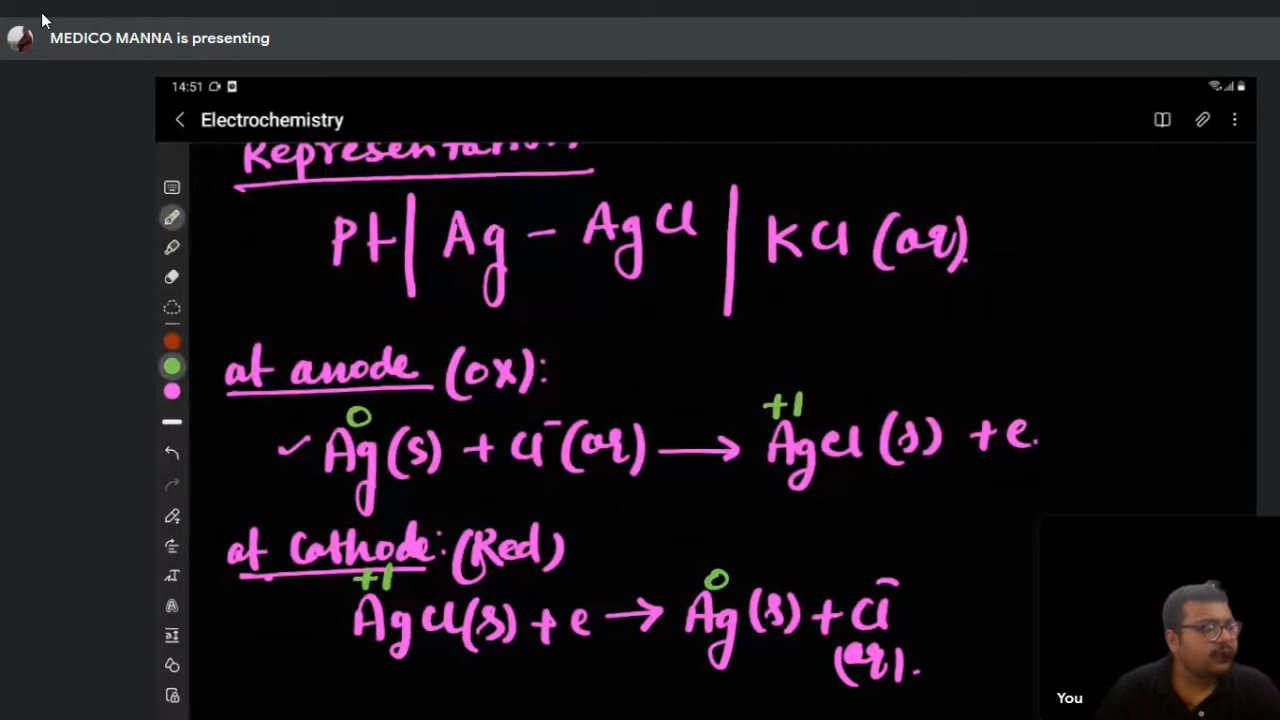 MEDICO MANNA is presenting
14:51
Electrochemistry
Representation
Pt | Ag - AgCl | KCl (aq).
at anode (ox):
0 +1
✓ Ag(s) + Cl⁻(aq) → AgCl (s) + e.
at Cathode: (Red)
+1 0
AgCl(s) + e → Ag(s) + Cl⁻
(aq).
You